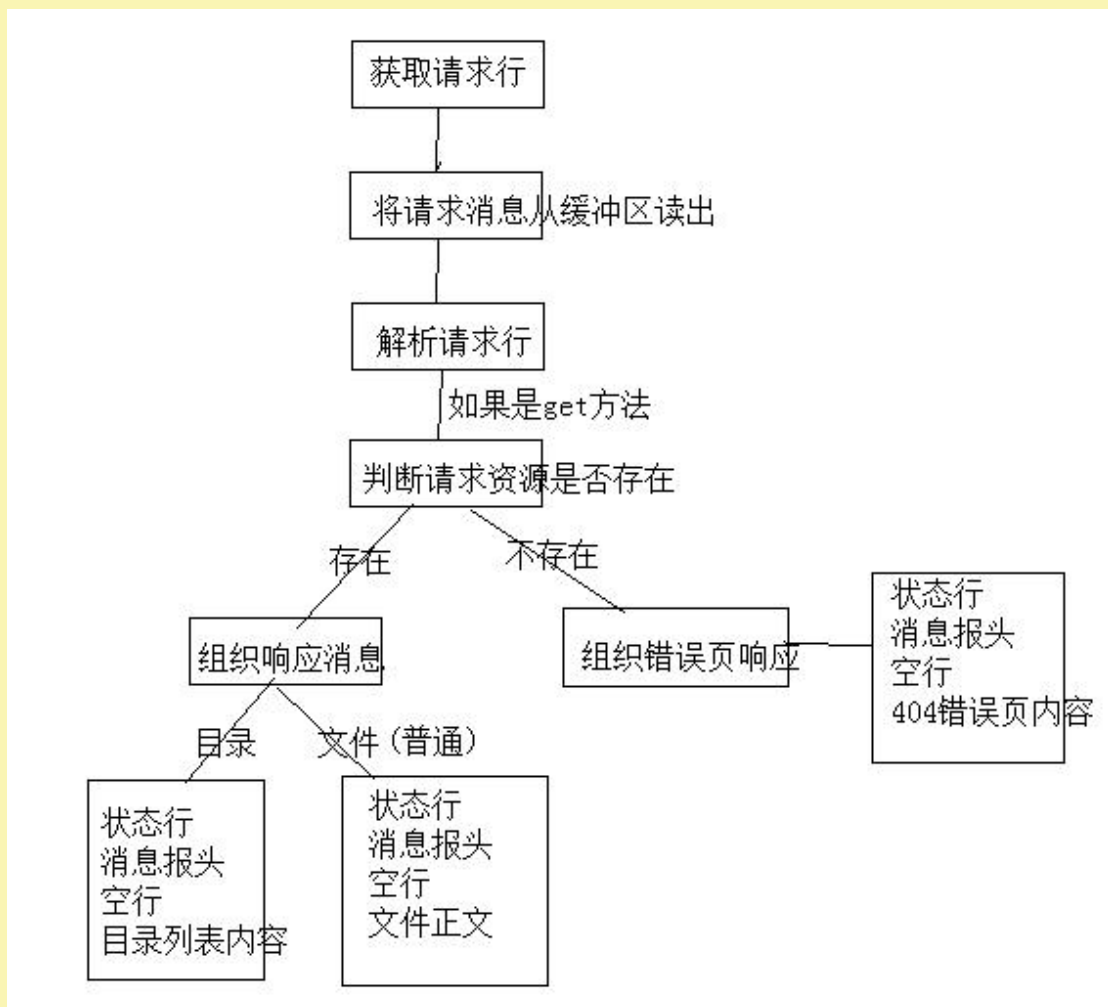 获取请求行
将请求消息从缓冲区读出
解析请求行
如果是get方法
判断请求资源是否存在
存在
不存在
组织响应消息
组织错误页响应
状态行
消息报头
空行
404错误页内容
目录
文件(普通)
状态行
消息报头
空行
目录列表内容
状态行
消息报头
空行
文件正文